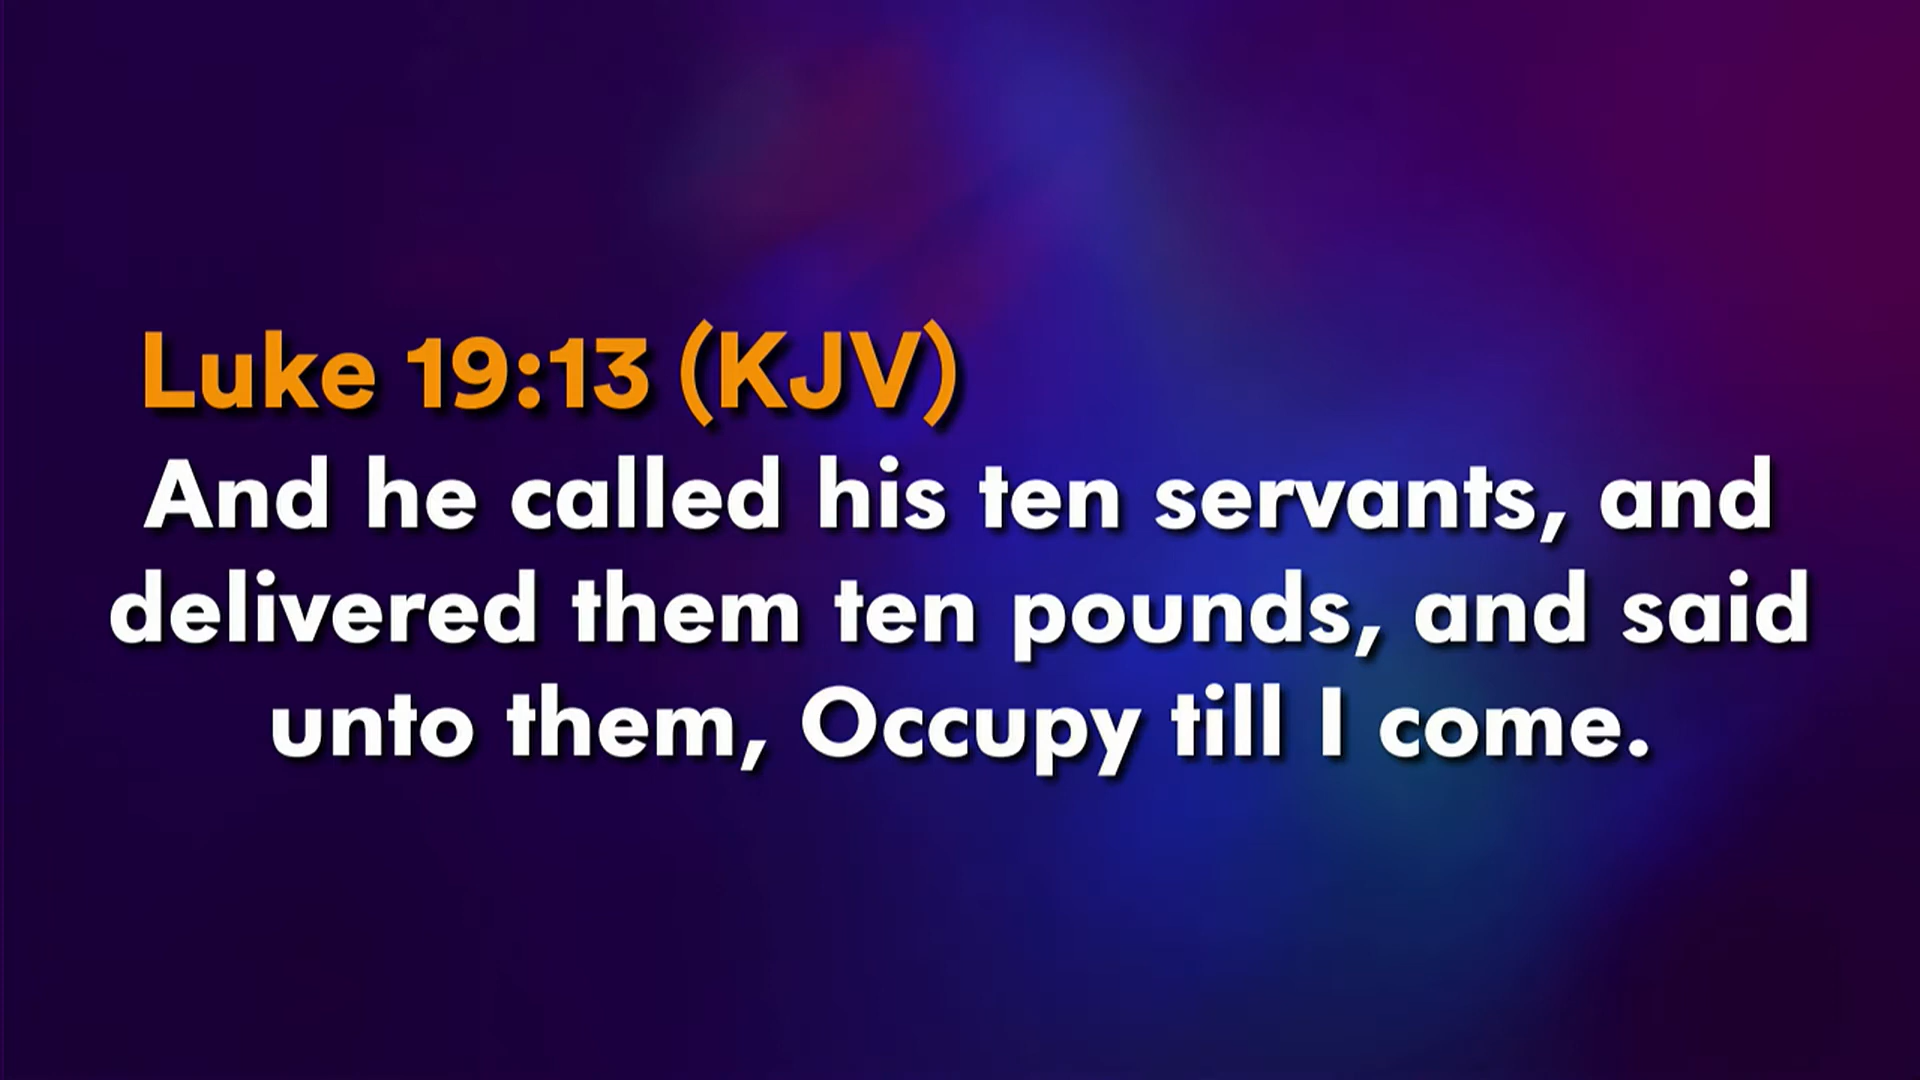 Luke 19:13 (KJV)
And he called his ten servants, and
delivered them ten pounds, and said
unto them, Occupy till I come.